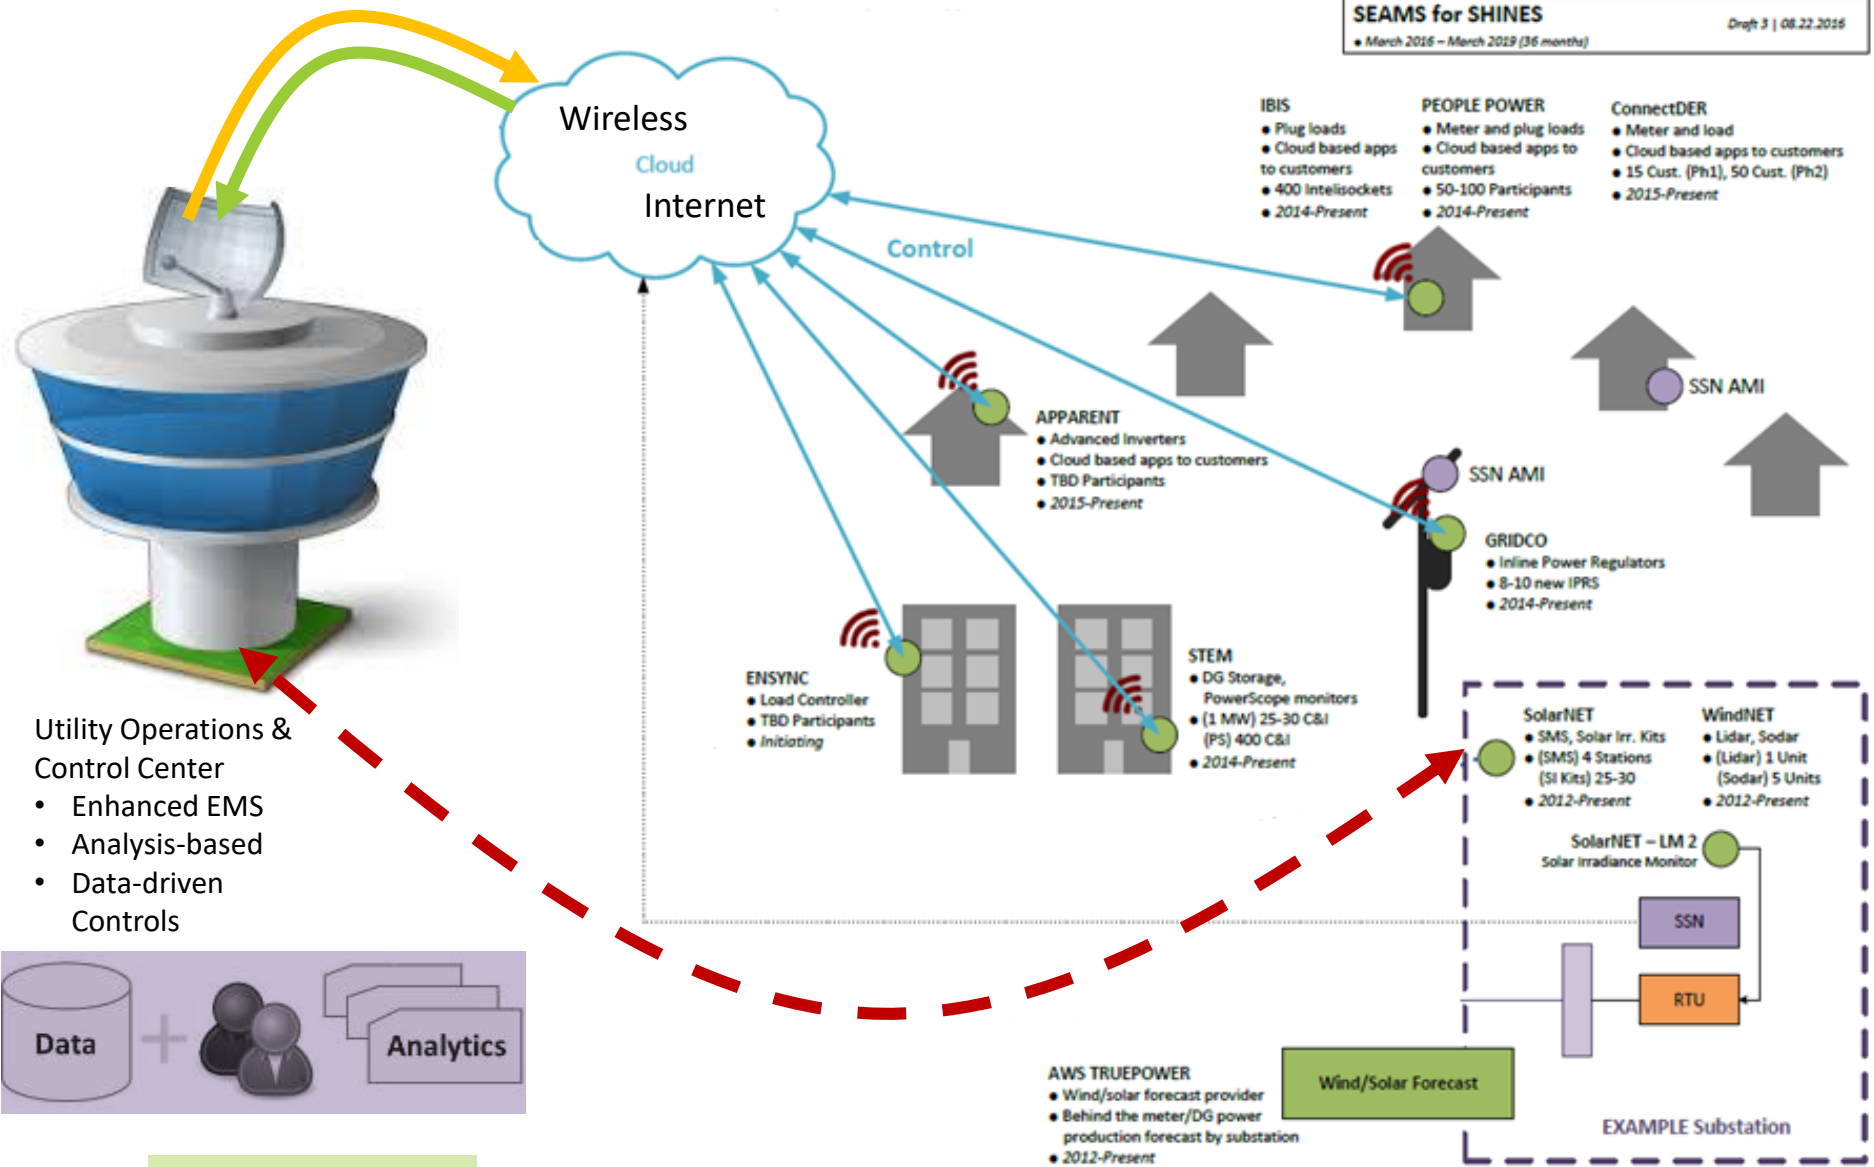 SEAMS for SHINES
Draft 3 | 08.22.2016
● March 2016 – March 2019 (36 months)
Wireless
Cloud
Internet
Control
IBIS
● Plug loads
● Cloud based apps
to customers
● 400 Intelisockets
● 2014-Present
PEOPLE POWER
● Meter and plug loads
● Cloud based apps to
customers
● 50-100 Participants
● 2014-Present
ConnectDER
● Meter and load
● Cloud based apps to customers
● 15 Cust. (Ph1), 50 Cust. (Ph2)
● 2015-Present
SSN AMI
APPARENT
● Advanced Inverters
● Cloud based apps to customers
● TBD Participants
● 2015-Present
SSN AMI
GRIDCO
● Inline Power Regulators
● 8-10 new IPRS
● 2014-Present
ENSYNC
● Load Controller
● TBD Participants
● Initiating
STEM
● DG Storage,
PowerScope monitors
● (1 MW) 25-30 C&I
(PS) 400 C&I
● 2014-Present
Utility Operations &
Control Center
• Enhanced EMS
• Analysis-based
• Data-driven
Controls
Data
+
Analytics
SolarNET
● SMS, Solar Irr. Kits
● (SMS) 4 Stations
(SI Kits) 25-30
● 2012-Present
WindNET
● Lidar, Sodar
● (Lidar) 1 Unit
(Sodar) 5 Units
● 2012-Present
SolarNET – LM 2
Solar Irradiance Monitor
SSN
RTU
AWS TRUEPOWER
● Wind/solar forecast provider
● Behind the meter/DG power
production forecast by substation
● 2012-Present
Wind/Solar Forecast
EXAMPLE Substation